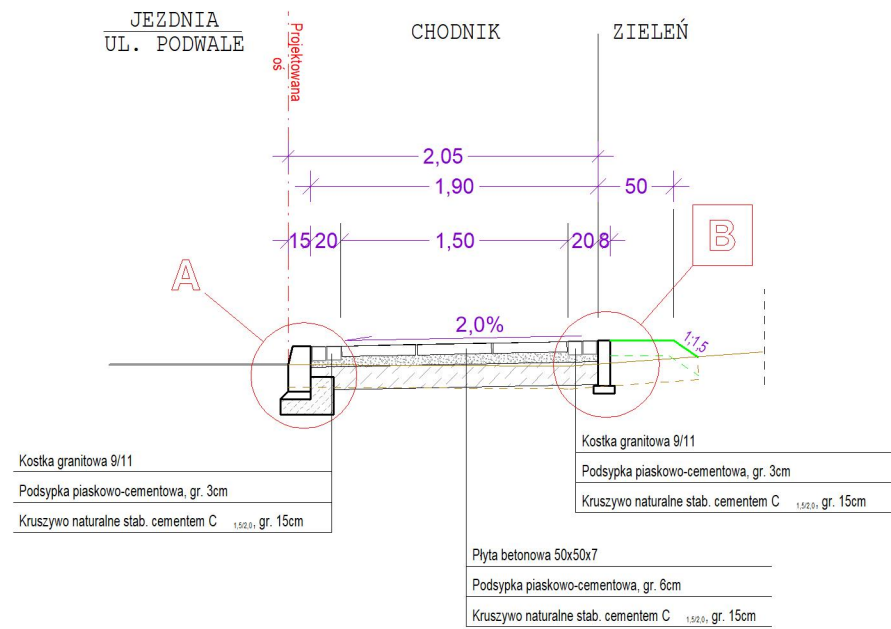 JEZDNIA
UL. PODWALE
Projektowana
oś
CHODNIK
ZIELEŃ
2,05
1,90
50
15
20
1,50
20
8
A
B
2,0%
1:1,5
Kostka granitowa 9/11
Podsypka piaskowo-cementowa, gr. 3cm
Kruszywo naturalne stab. cementem C 1,5/2,0, gr. 15cm
Kostka granitowa 9/11
Podsypka piaskowo-cementowa, gr. 3cm
Kruszywo naturalne stab. cementem C 1,5/2,0, gr. 15cm
Płyta betonowa 50x50x7
Podsypka piaskowo-cementowa, gr. 6cm
Kruszywo naturalne stab. cementem C 1,5/2,0, gr. 15cm